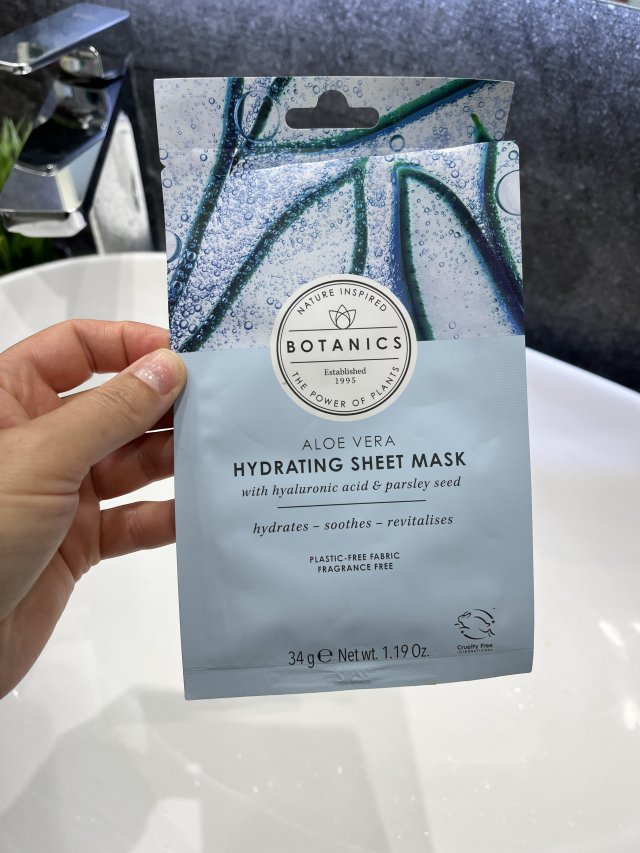 NATURE INSPIRED
BOTANICS
Established
1995
THE POWER OF PLANTS
ALOE VERA
HYDRATING SHEET MASK
with hyaluronic acid & parsley seed
hydrates – soothes – revitalises
PLASTIC-FREE FABRIC
FRAGRANCE FREE
Cruelty Free
INTERNATIONAL
34 g ℮ Net wt. 1.19 Oz.